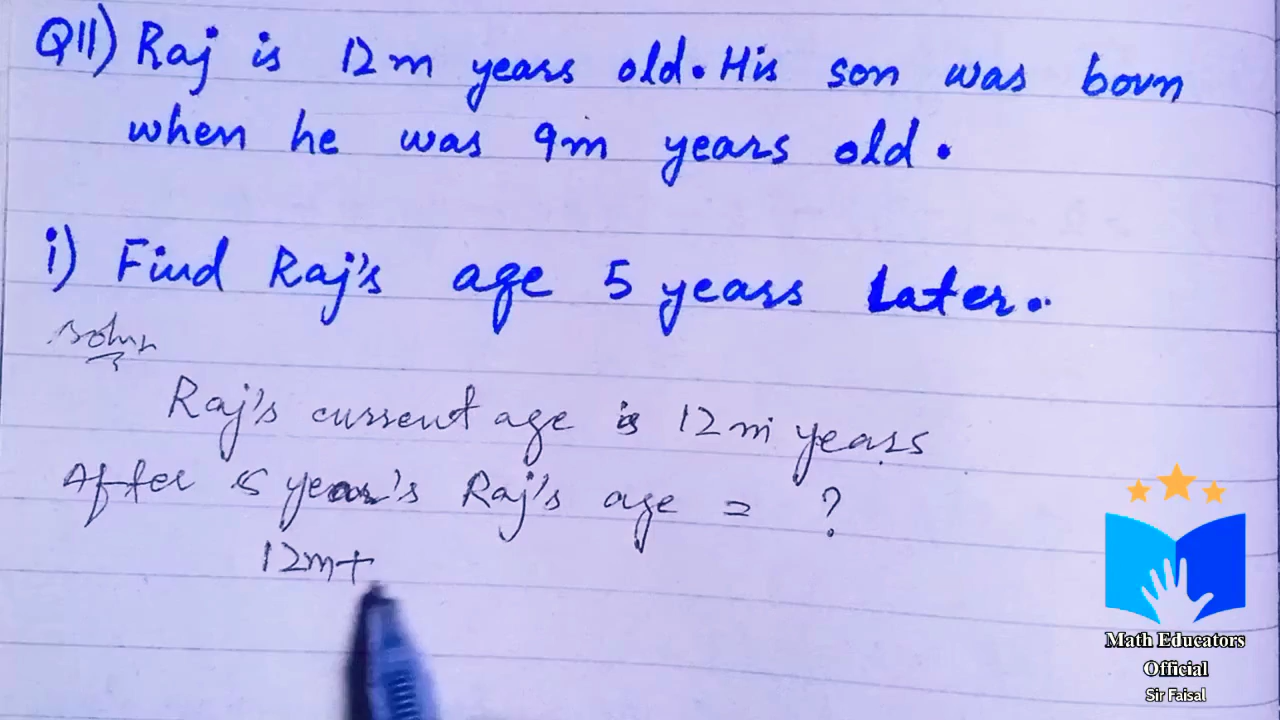 Q11) Raj is 12m years old. His son was born
when he was 9m years old.
i) Find Raj's age 5 years Later.
Soln
Raj's current age is 12m years
After 5 year's Raj's age = ?
12m+
Math Educators
Official
Sir Faisal